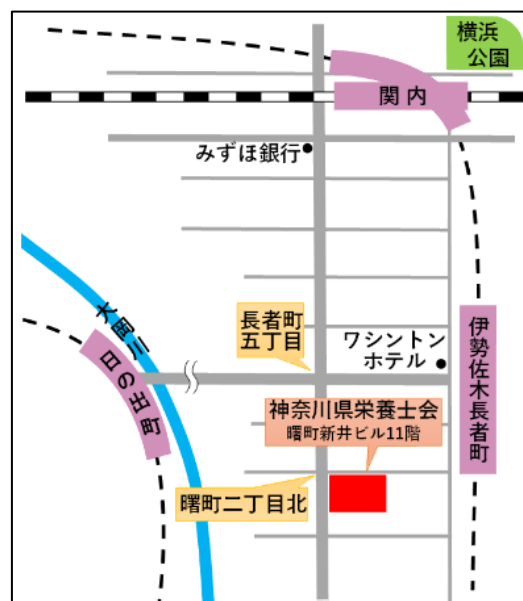 横浜
公園
関内
みずほ銀行
大岡川
日の出町
長者町
五丁目
ワシントン
ホテル
伊勢佐木長者町
神奈川県栄養士会
曙町新井ビル11階
曙町二丁目北